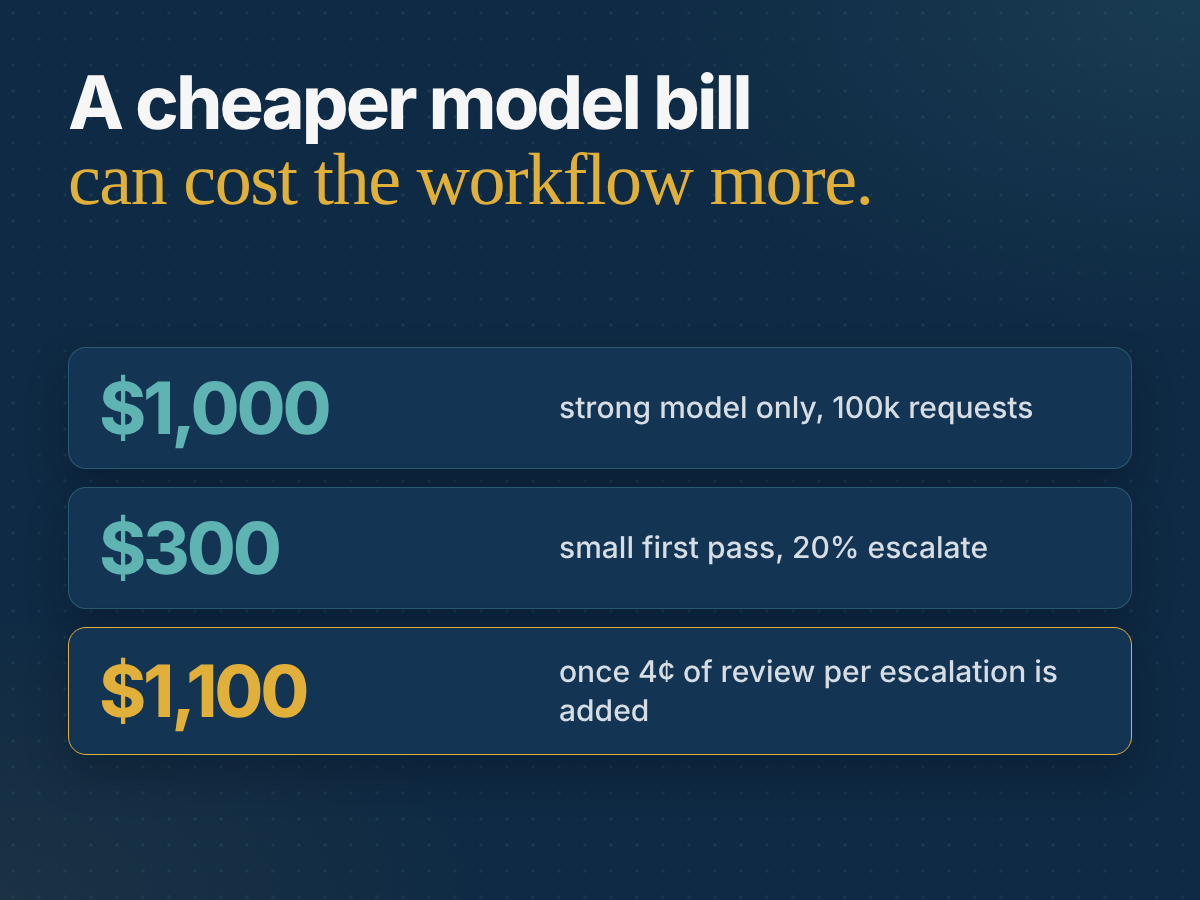 A cheaper model bill
can cost the workflow more.
$1,000
strong model only, 100k requests
$300
small first pass, 20% escalate
$1,100
once 4¢ of review per escalation is
added